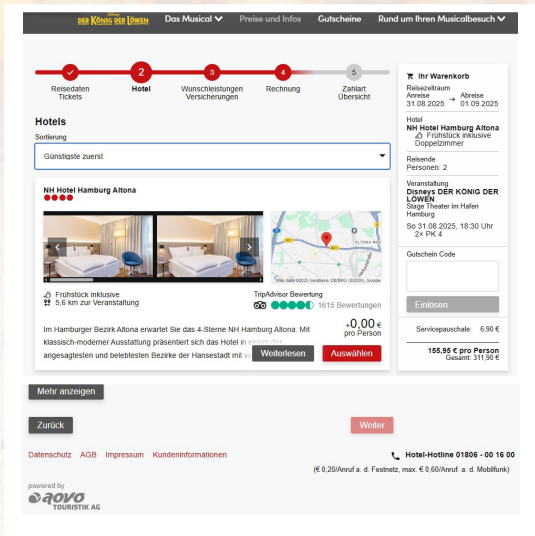 Disney
DER KÖNIG DER LÖWEN
Das Musical
Preise und Infos
Gutscheine
Rund um Ihren Musicalbesuch
2
3
4
5
Reisedaten
Tickets
Hotel
Wunschleistungen
Versicherungen
Rechnung
Zahlart
Übersicht
Hotels
Sortierung
Günstigste zuerst
NH Hotel Hamburg Altona
Frühstück inklusive
5,6 km zur Veranstaltung
TripAdvisor Bewertung
1615 Bewertungen
Im Hamburger Bezirk Altona erwartet Sie das 4-Sterne NH Hamburg Altona. Mit
klassisch-moderner Ausstattung präsentiert sich das Hotel in einem der
angesagtesten und beliebtesten Bezirke der Hansestadt mit
+0,00 €
pro Person
Weiterlesen
Auswählen
Ihr Warenkorb
Reisezeitraum
Anreise → Abreise
31.08.2025 01.09.2025
Hotel
NH Hotel Hamburg Altona
Frühstück inklusive
Doppelzimmer
Reisende
Personen: 2
Veranstaltung
Disneys DER KÖNIG DER
LÖWEN
Stage Theater im Hafen
Hamburg
So 31.08.2025, 18:30 Uhr
2× PK 4
Gutschein Code
Einlösen
Servicepauschale: 6,90 €
155,95 € pro Person
Gesamt: 311,90 €
Mehr anzeigen
Zurück
Weiter
Datenschutz AGB Impressum Kundeninformationen
Hotel-Hotline 01806 - 00 16 00
(€ 0,20/Anruf a. d. Festnetz, max. € 0,60/Anruf. a. d. Mobilfunk)
powered by
aovo
TOURISTIK AG